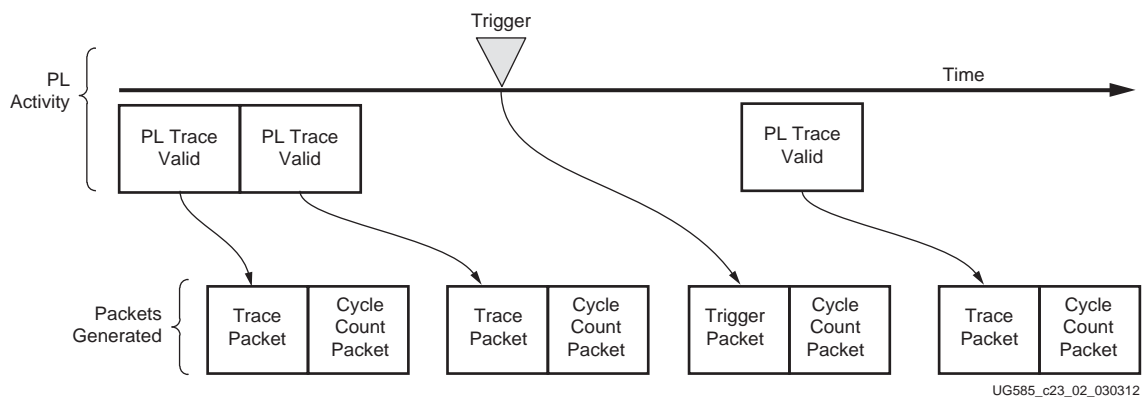 Trigger
Time
PL
Activity
PL Trace
Valid
PL Trace
Valid
PL Trace
Valid
Packets
Generated
Trace
Packet
Cycle
Count
Packet
Trace
Packet
Cycle
Count
Packet
Trigger
Packet
Cycle
Count
Packet
Trace
Packet
Cycle
Count
Packet
UG585_c23_02_030312